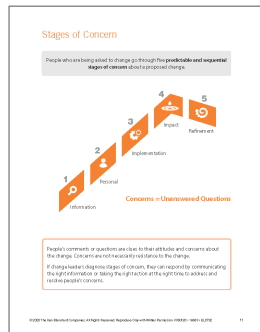 Stages of Concern
People who are being asked to change go through five predictable and sequential
stages of concern about a proposed change.
4
5
3
Impact
Refinement
2
Implementation
1
Personal
Information
Concerns = Unanswered Questions
People's comments or questions are clues to their attitudes and concerns about
the change. Concerns are not necessarily resistance to the change.
If change leaders diagnose stages of concern, they can respond by communicating
the right information or taking the right action at the right time to address and
resolve people's concerns.
The Ken Blanchard Companies. All Rights Reserved. Reproduce Only with Written Permission.
11